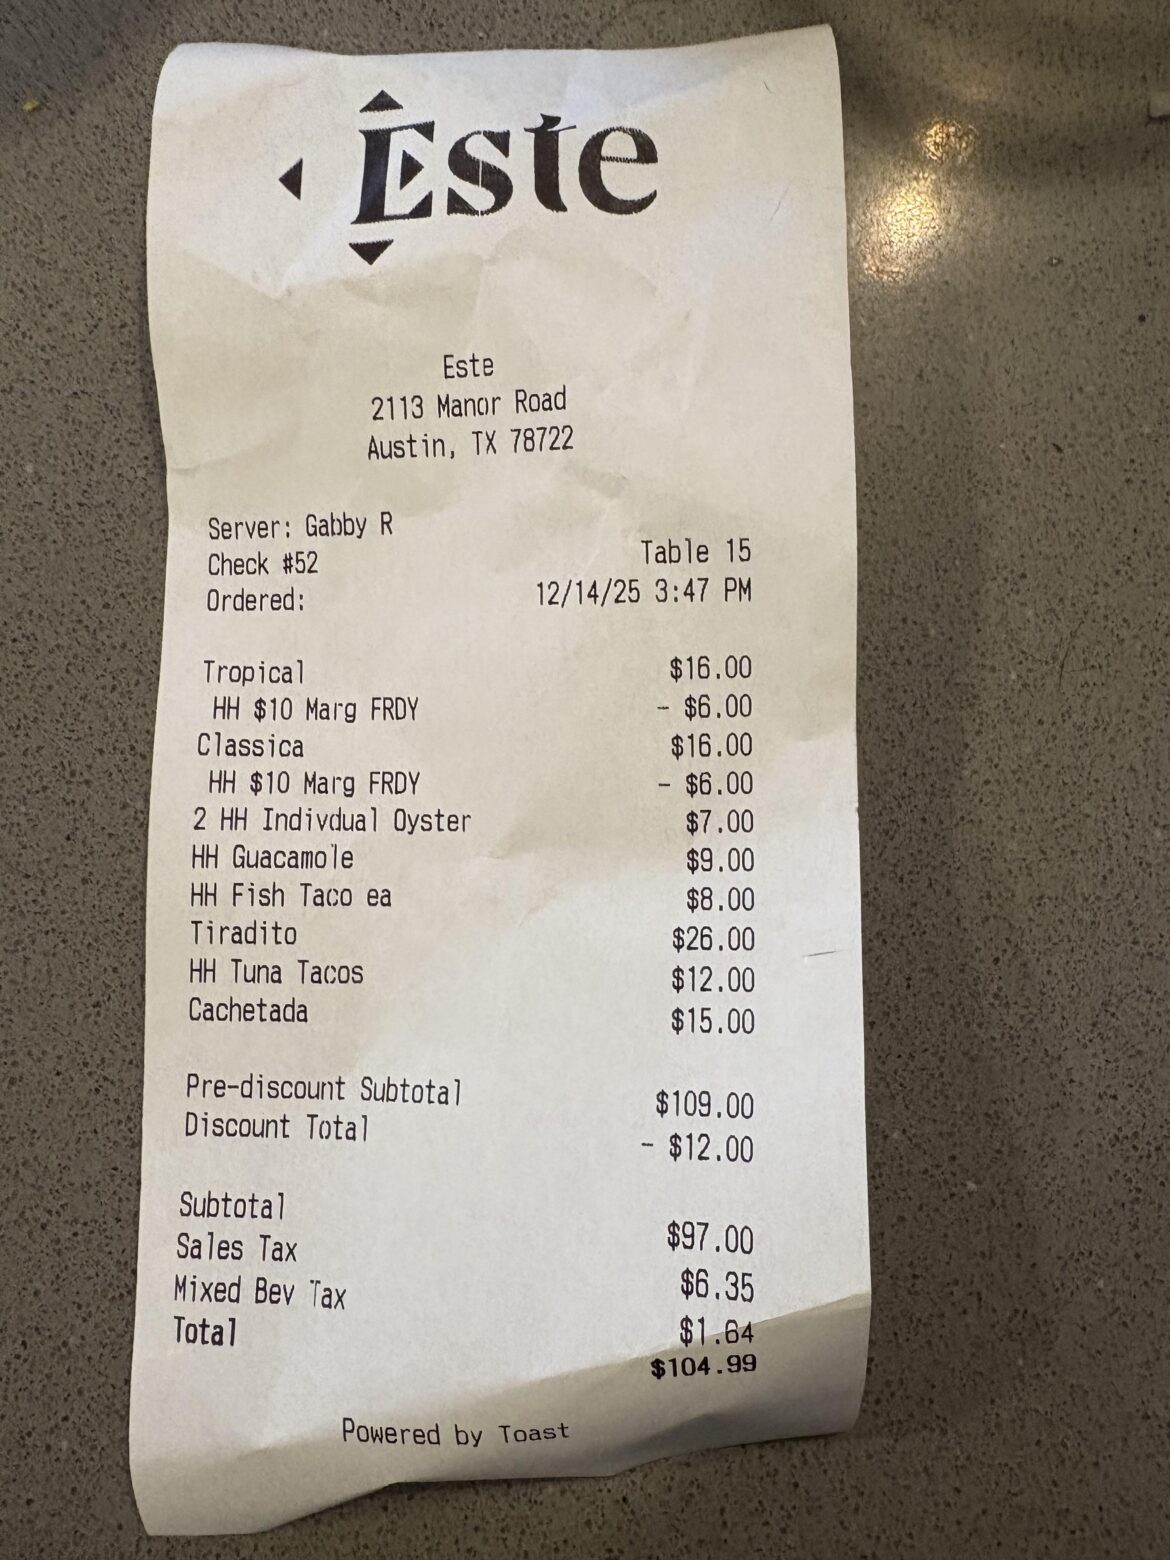 Este
Este
2113 Manor Road
Austin, TX 78722
Server: Gabby R
Check #52 Table 15
Ordered: 12/14/25 3:47 PM
Tropical $16.00
HH $10 Marg FRDY - $6.00
Classica $16.00
HH $10 Marg FRDY - $6.00
2 HH Indivdual Oyster $7.00
HH Guacamole $9.00
HH Fish Taco ea $8.00
Tiradito $26.00
HH Tuna Tacos $12.00
Cachetada $15.00
Pre-discount Subtotal $109.00
Discount Total - $12.00
Subtotal $97.00
Sales Tax $6.35
Mixed Bev Tax $1.64
Total $104.99
Powered by Toast